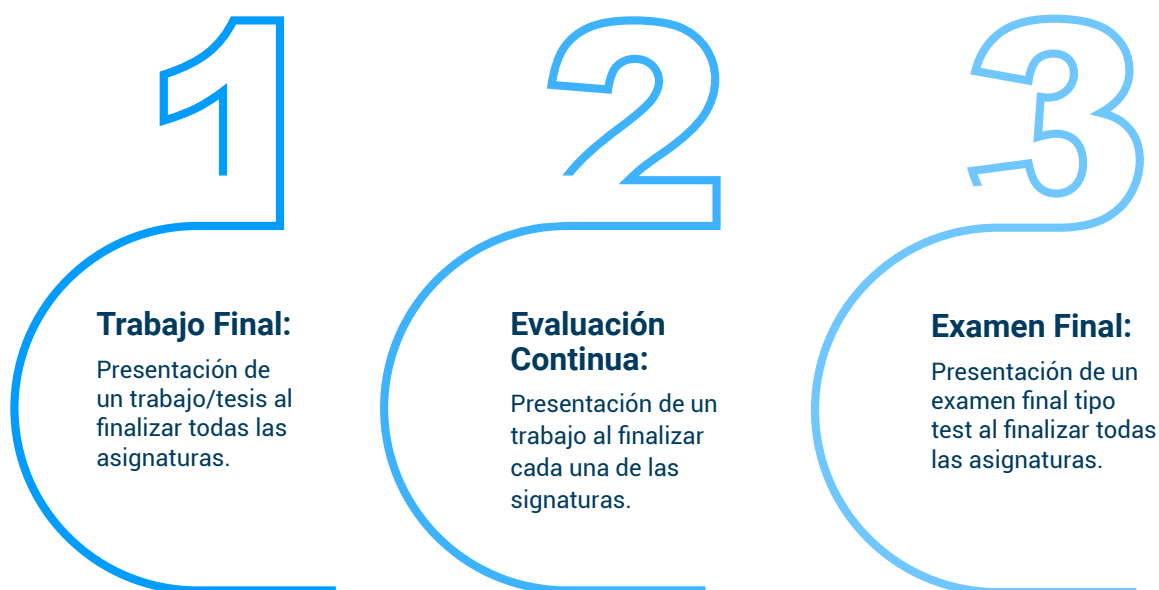 1
Trabajo Final:
Presentación de
un trabajo/tesis al
finalizar todas las
asignaturas.
2
Evaluación
Continua:
Presentación de un
trabajo al finalizar
cada una de las
signaturas.
3
Examen Final:
Presentación de un
examen final tipo
test al finalizar todas
las asignaturas.